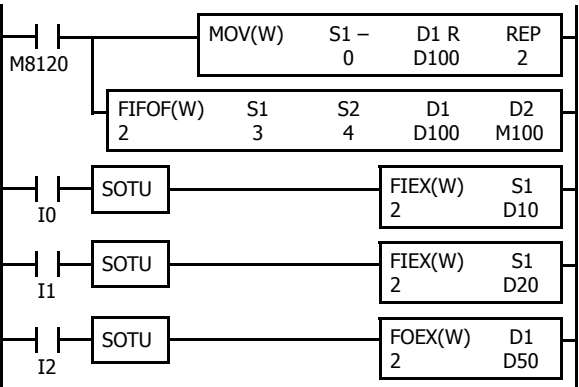 MOV(W) S1 – D1 R REP
M8120 0 D100 2
FIFOF(W) S1 S2 D1 D2
2 3 4 D100 M100
SOTU FIEX(W) S1
I0 2 D10
SOTU FIEX(W) S1
I1 2 D20
SOTU FOEX(W) D1
I2 2 D50